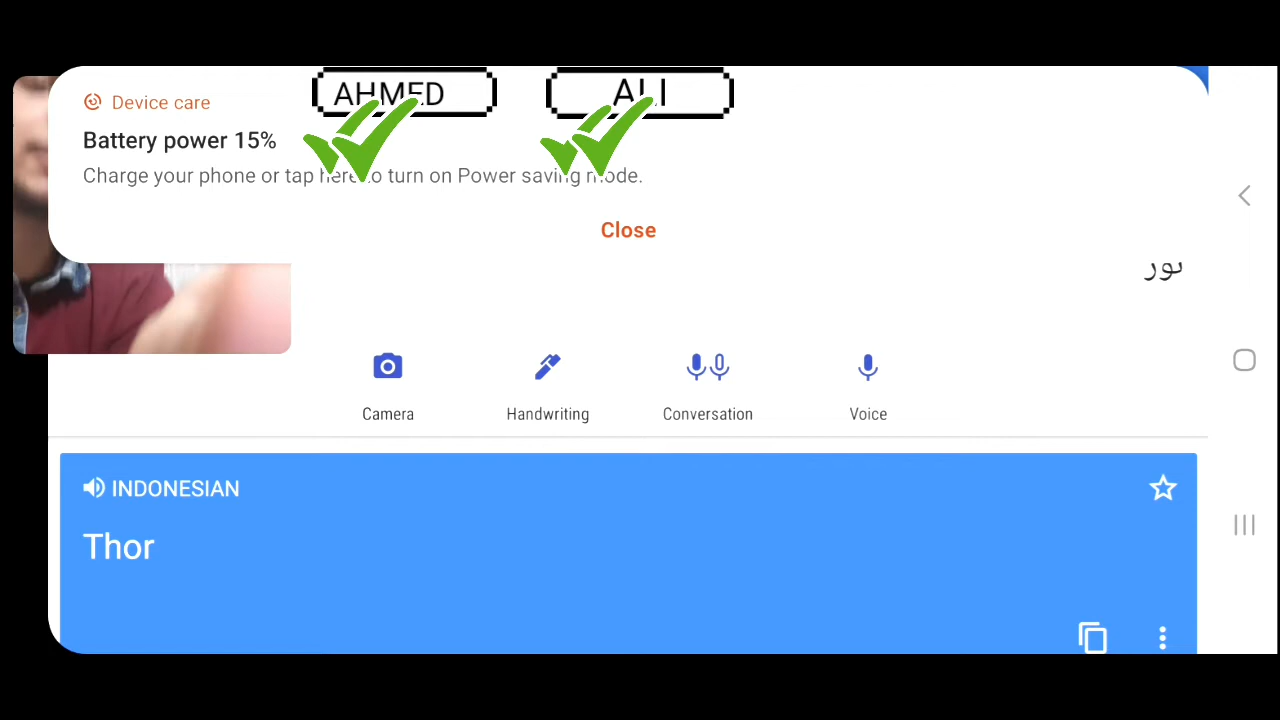 AHMED
ALI
Device care
Battery power 15%
Charge your phone or tap here to turn on Power saving mode.
Close
Camera
Handwriting
Conversation
Voice
INDONESIAN
Thor